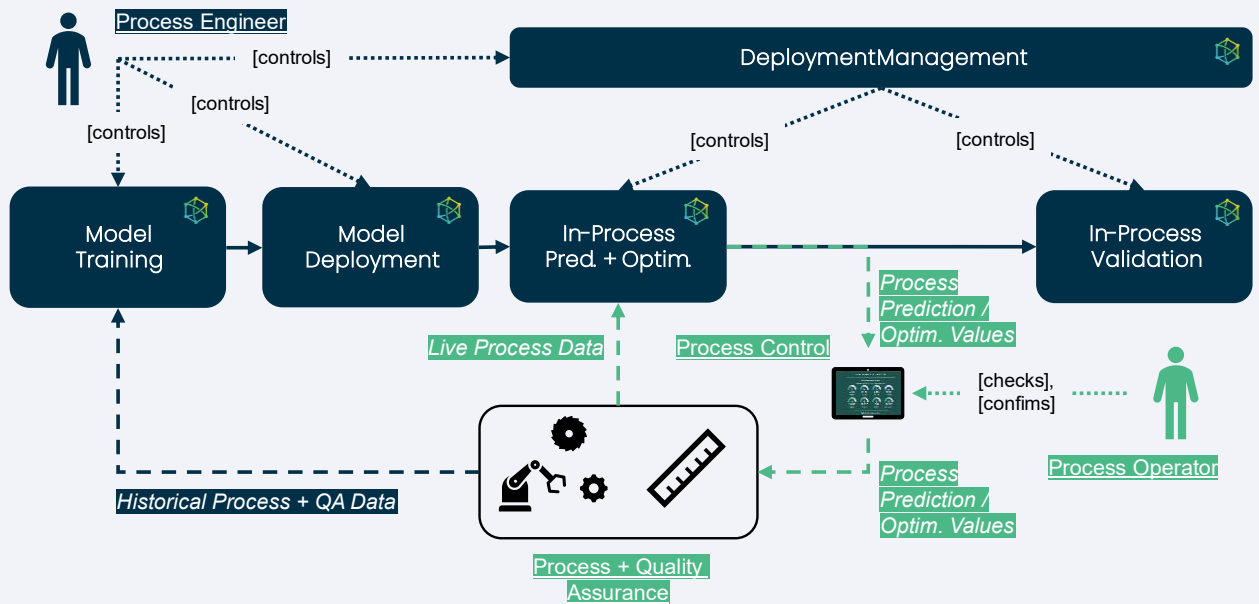 Process Engineer
[controls]
DeploymentManagement
[controls]
[controls]
[controls]
[controls]
Model
Training
Model
Deployment
In-Process
Pred. + Optim.
In-Process
Validation
Process
Prediction /
Optim. Values
Live Process Data
Process Control
[checks],
[confims]
Process Operator
Process
Prediction /
Optim. Values
Historical Process + QA Data
Process + Quality
Assurance